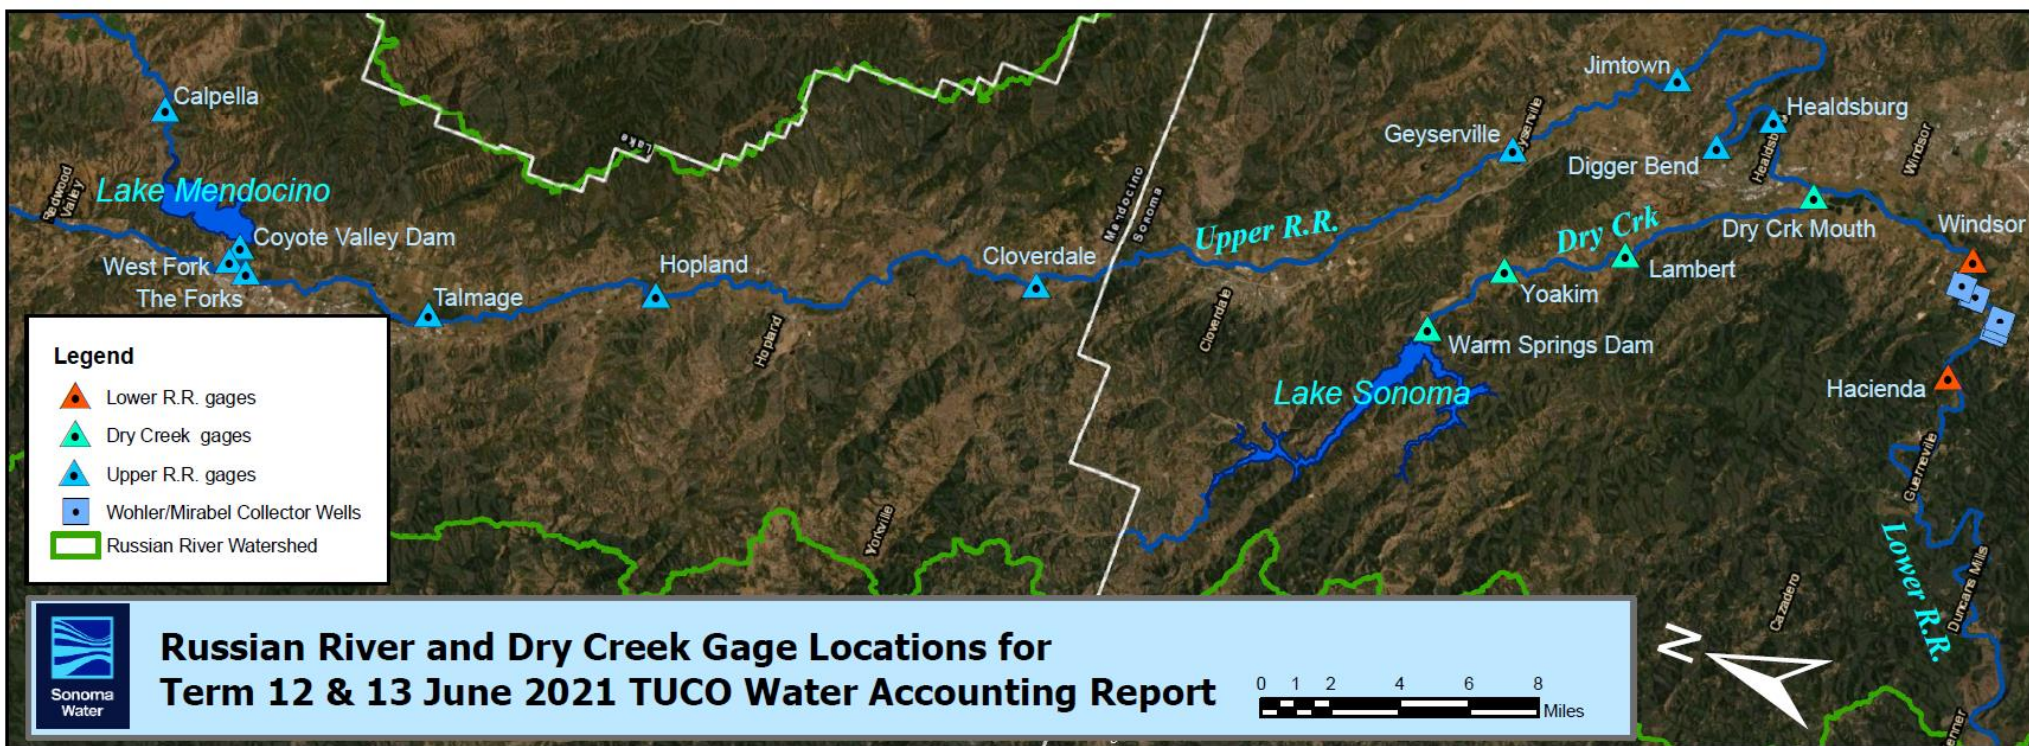 Calpella
Lake Mendocino
Redwood
Valley
Coyote Valley Dam
West Fork
The Forks
Talmage
Hopland
Hopland
Lake
Cloverdale
Mendocino
Sonoma
Upper R.R.
Cloverdale
Geyserville
Jimtown
Healdsburg
Digger Bend
Windsor
Windsor
Dry Crk
Dry Crk Mouth
Lambert
Yoakim
Warm Springs Dam
Lake Sonoma
Hacienda
Guerneville
Lower R.R.
Duncans Mills
Cazadero
Yorkville
Legend
Lower R.R. gages
Dry Creek gages
Upper R.R. gages
Wohler/Mirabel Collector Wells
Russian River Watershed
Sonoma
Water
Russian River and Dry Creek Gage Locations for
Term 12 & 13 June 2021 TUCO Water Accounting Report
0 1 2 4 6 8
Miles
N